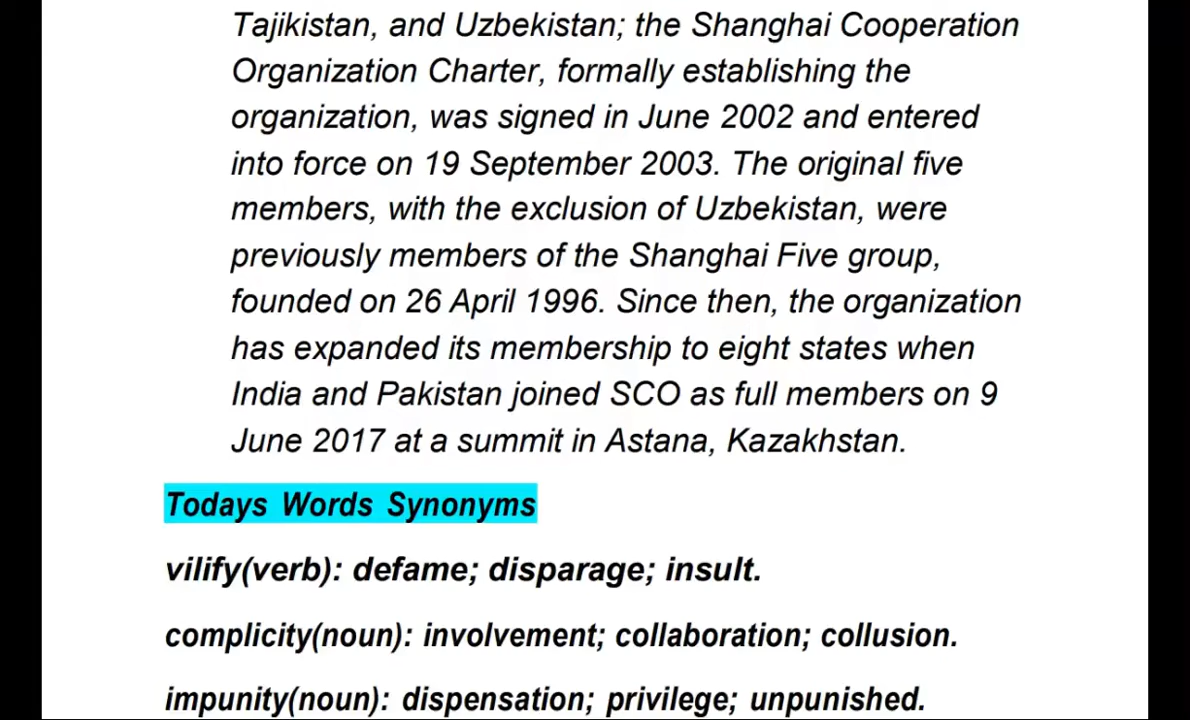 Tajikistan, and Uzbekistan; the Shanghai Cooperation
Organization Charter, formally establishing the
organization, was signed in June 2002 and entered
into force on 19 September 2003. The original five
members, with the exclusion of Uzbekistan, were
previously members of the Shanghai Five group,
founded on 26 April 1996. Since then, the organization
has expanded its membership to eight states when
India and Pakistan joined SCO as full members on 9
June 2017 at a summit in Astana, Kazakhstan.
Todays Words Synonyms
vilify(verb): defame; disparage; insult.
complicity(noun): involvement; collaboration; collusion.
impunity(noun): dispensation; privilege; unpunished.